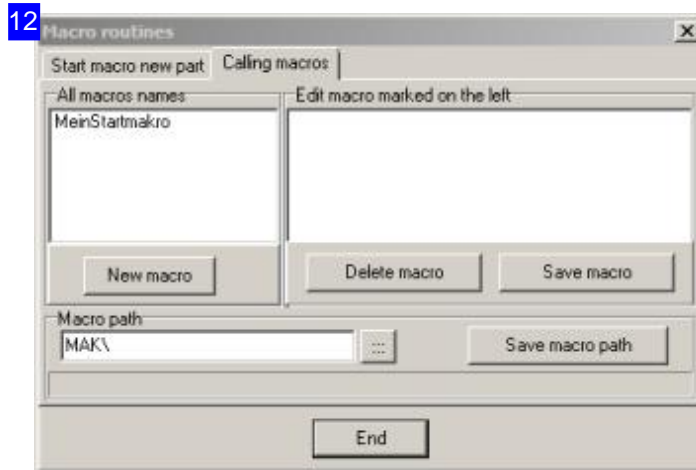 12
Macro routines
Start macro new part Calling macros
All macros names Edit macro marked on the left
MeinStartmakro
New macro Delete macro Save macro
Macro path
MAK\ ... Save macro path
End